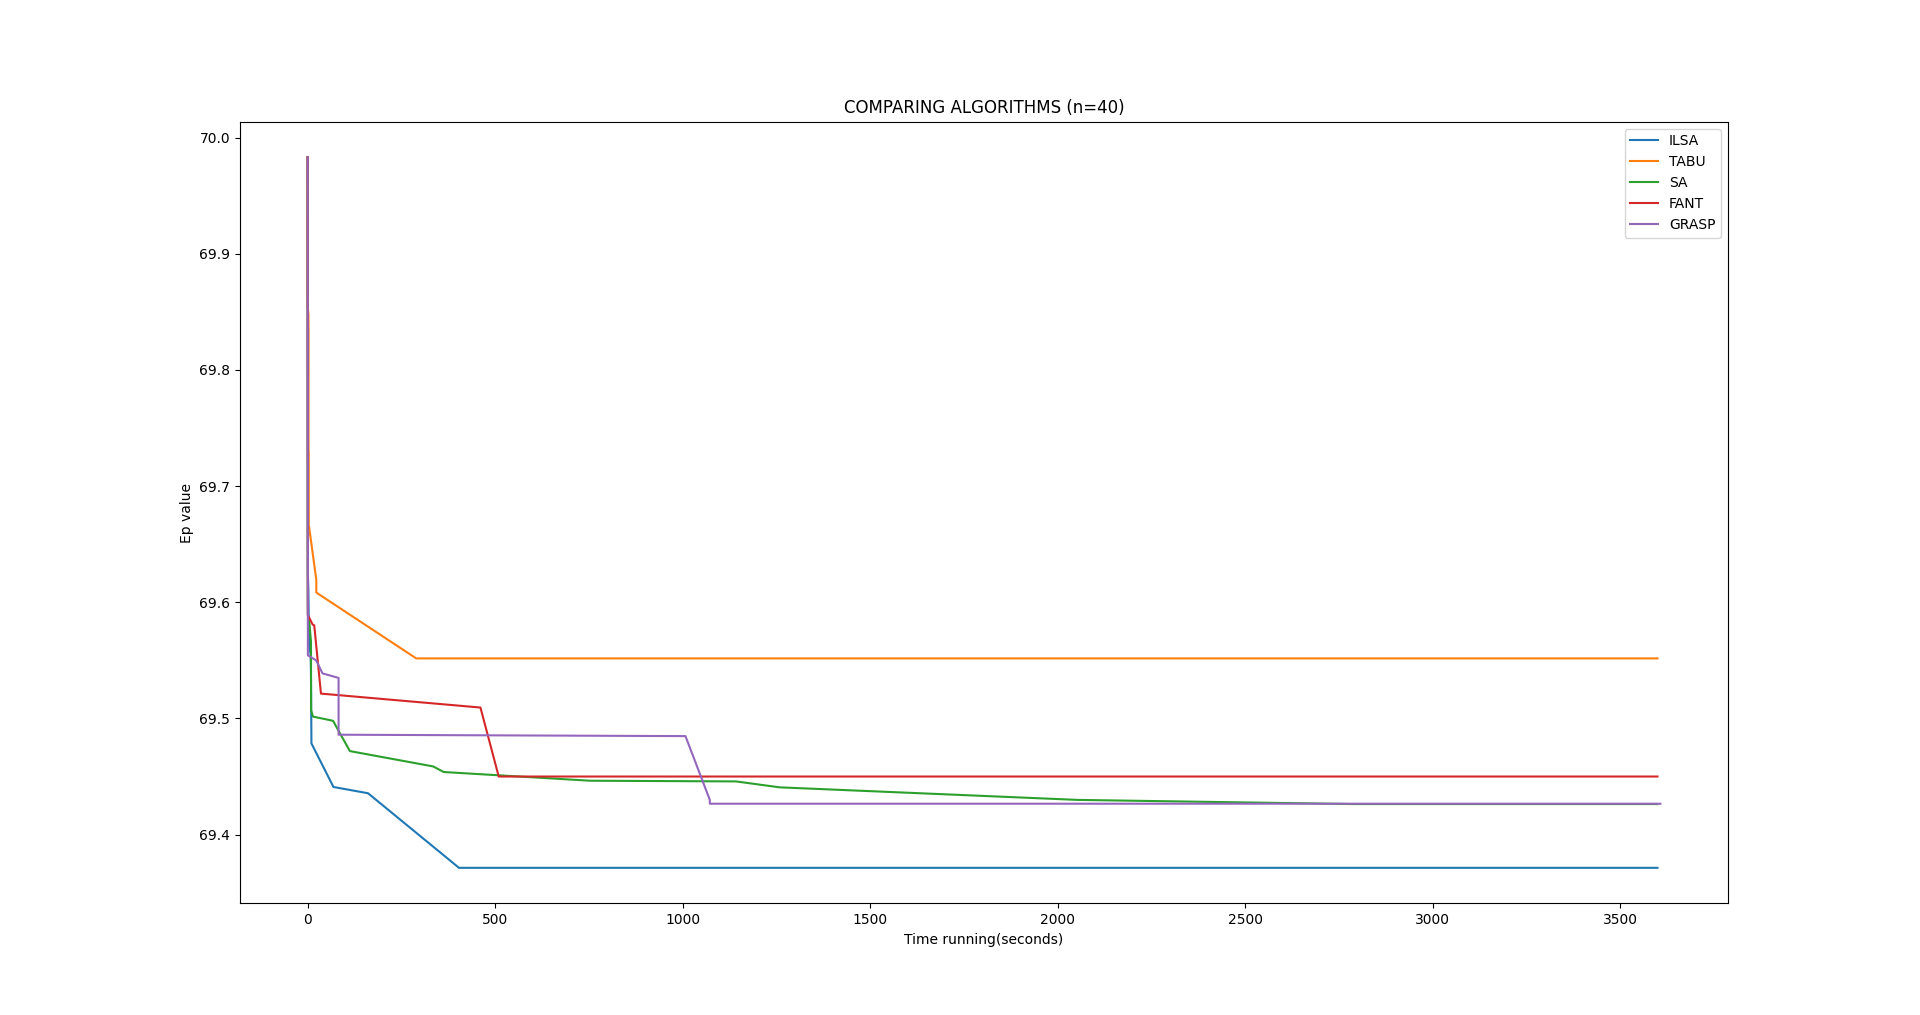 COMPARING ALGORITHMS (n=40)
70.0
69.9
69.8
69.7
69.6
69.5
69.4
Ep value
ILSA
TABU
SA
FANT
GRASP
0 500 1000 1500 2000 2500 3000 3500
Time running(seconds)